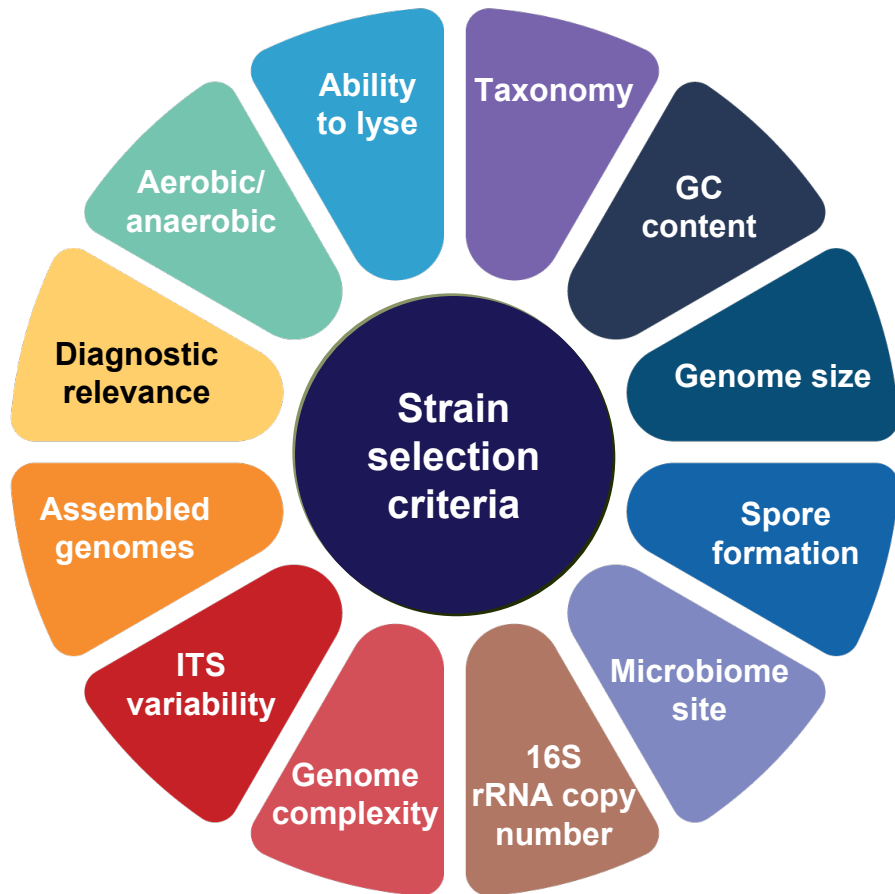 Strain
selection
criteria
Taxonomy
GC
content
Genome size
Spore
formation
Microbiome
site
16S
rRNA copy
number
Genome
complexity
ITS
variability
Assembled
genomes
Diagnostic
relevance
Aerobic/
anaerobic
Ability
to lyse